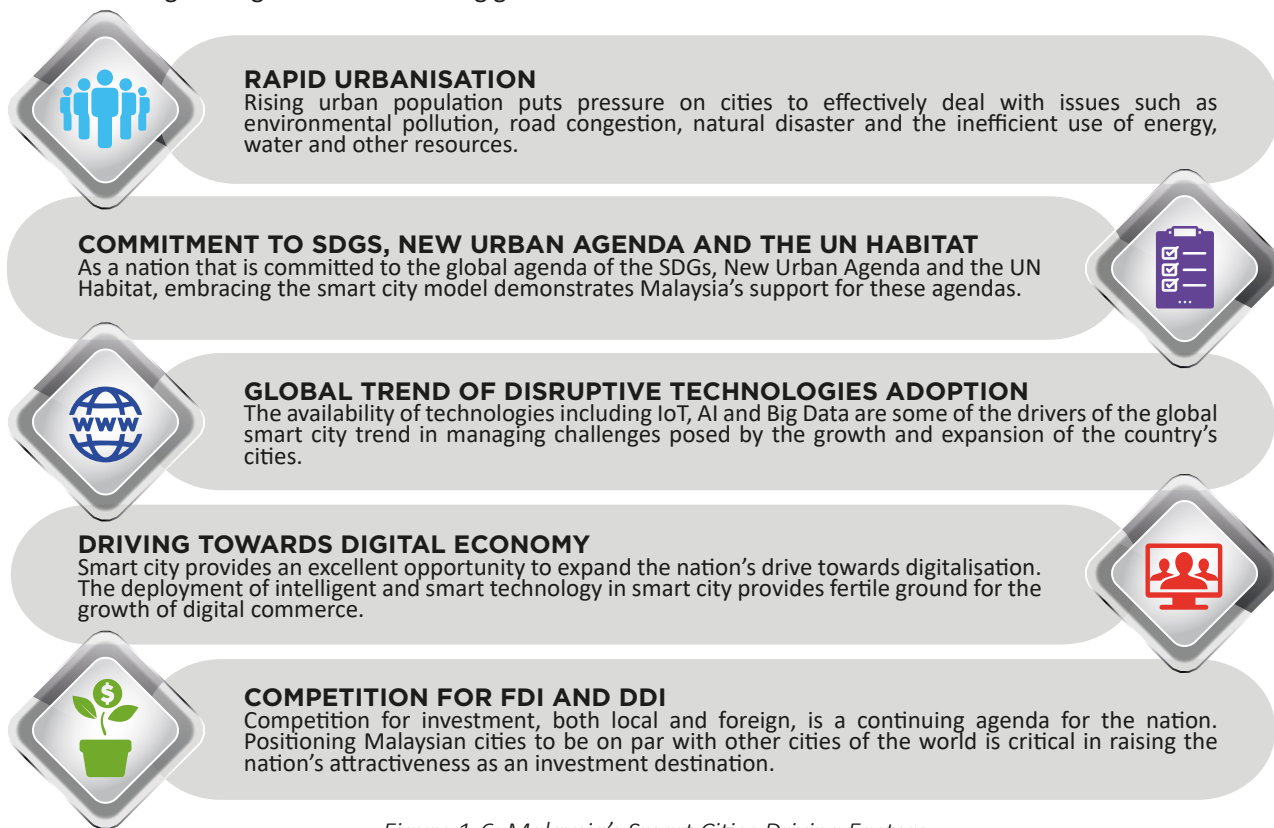 RAPID URBANISATION
Rising urban population puts pressure on cities to effectively deal with issues such as
environmental pollution, road congestion, natural disaster and the inefficient use of energy,
water and other resources.
COMMITMENT TO SDGS, NEW URBAN AGENDA AND THE UN HABITAT
As a nation that is committed to the global agenda of the SDGs, New Urban Agenda and the UN
Habitat, embracing the smart city model demonstrates Malaysia's support for these agendas.
WWW
GLOBAL TREND OF DISRUPTIVE TECHNOLOGIES ADOPTION
The availability of technologies including IoT, AI and Big Data are some of the drivers of the global
smart city trend in managing challenges posed by the growth and expansion of the country's
cities.
DRIVING TOWARDS DIGITAL ECONOMY
Smart city provides an excellent opportunity to expand the nation's drive towards digitalisation.
The deployment of intelligent and smart technology in smart city provides fertile ground for the
growth of digital commerce.
$
COMPETITION FOR FDI AND DDI
Competition for investment, both local and foreign, is a continuing agenda for the nation.
Positioning Malaysian cities to be on par with other cities of the world is critical in raising the
nation's attractiveness as an investment destination.